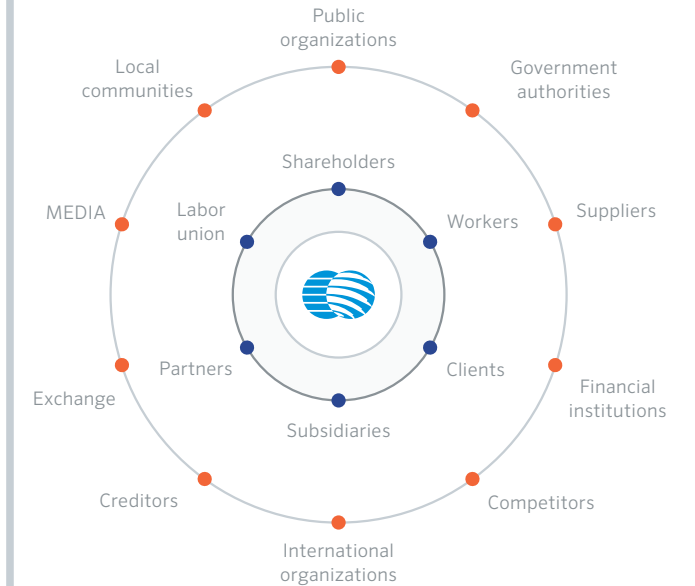 Public
organizations
Local
communities
Government
authorities
Shareholders
MEDIA
Labor
union
Workers
Suppliers
Partners
Clients
Exchange
Financial
institutions
Subsidiaries
Creditors
Competitors
International
organizations